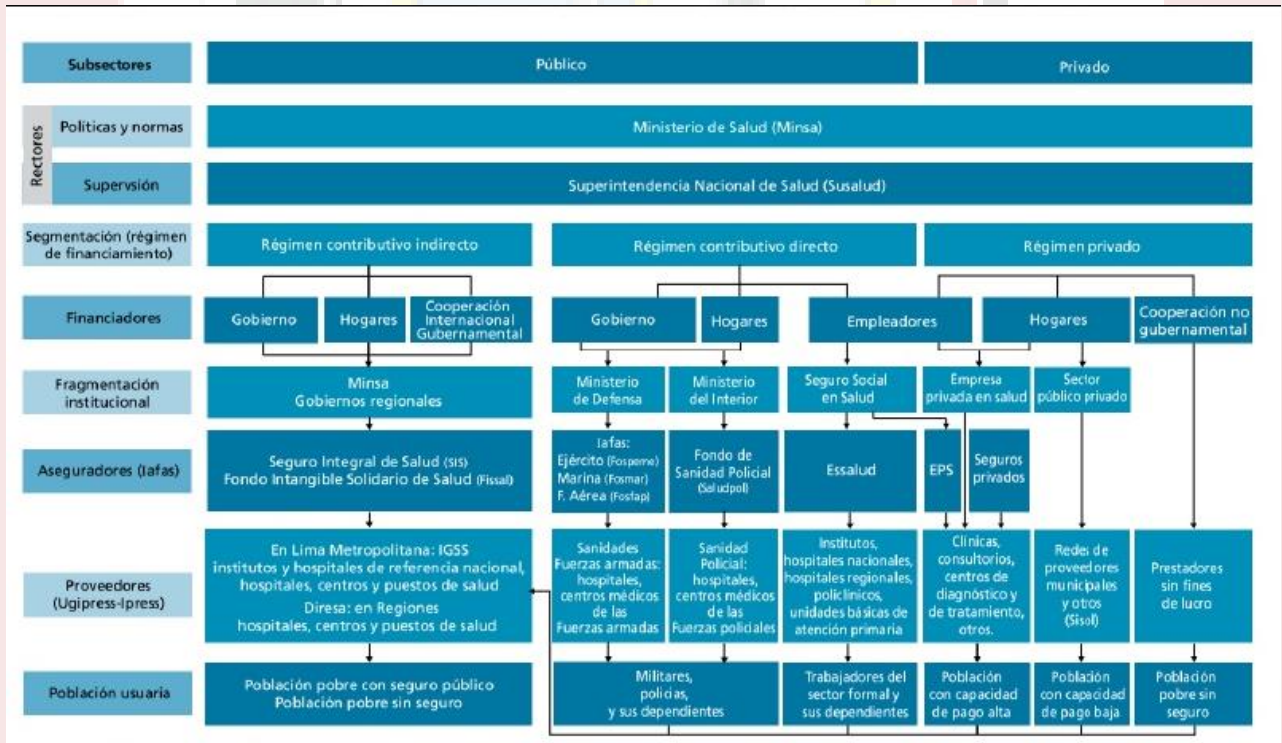 Subsectores
Público
Privado
Rectores
Políticas y normas
Ministerio de Salud (Minsa)
Supervsión
Superintendencia Nacional de Salud (Susalud)
Segmentación (régimen
de financiamiento)
Régimen contributivo indirecto
Régimen contributivo directo
Régimen privado
Financiadores
Gobierno
Hogares
Cooperación
Internacional
Gubernamental
Gobierno
Hogares
Empleadores
Hogares
Cooperación no
gubernamental
Fragmentación
institucional
Minsa
Gobiernos regionales
Ministerio
de Defensa
Ministerio
del Interior
Seguro Social
en Salud
Empresa
privada en salud
Sector
público privado
Aseguradores (Iafas)
Seguro Integral de Salud (SIS)
Fondo Intangible Solidario de Salud (Fissal)
Iafas:
Ejército (Fospeme)
Marina (Fosmar)
F. Aérea (Fosfap)
Fondo de
Sanidad Policial
(Saludpol)
Essalud
EPS
Seguros
privados
Proveedores
(Ugipress-Ipress)
En Lima Metropolitana: IGSS
institutos y hospitales de referencia nacional,
hospitales, centros y puestos de salud
Diresa: en Regiones
hospitales, centros y puestos de salud
Sanidades
Fuerzas armadas:
hospitales,
centros médicos
de las
Fuerzas armadas
Sanidad
Policial:
hospitales,
centros médicos
de las
Fuerzas policiales
Institutos,
hospitales nacionales,
hospitales regionales,
policlínicos,
unidades básicas de
atención primaria
Clínicas,
consultorios,
centros de
diagnóstico y
de tratamiento,
otros.
Redes de
proveedores
municipales
y otros
(Sisol)
Prestadores
sin fines
de lucro
Población usuaria
Población pobre con seguro público
Población pobre sin seguro
Militares,
policías,
y sus dependientes
Trabajadores del
sector formal y
sus dependientes
Población
con capacidad
de pago alta
Población
con capacidad
de pago baja
Población
pobre sin
seguro